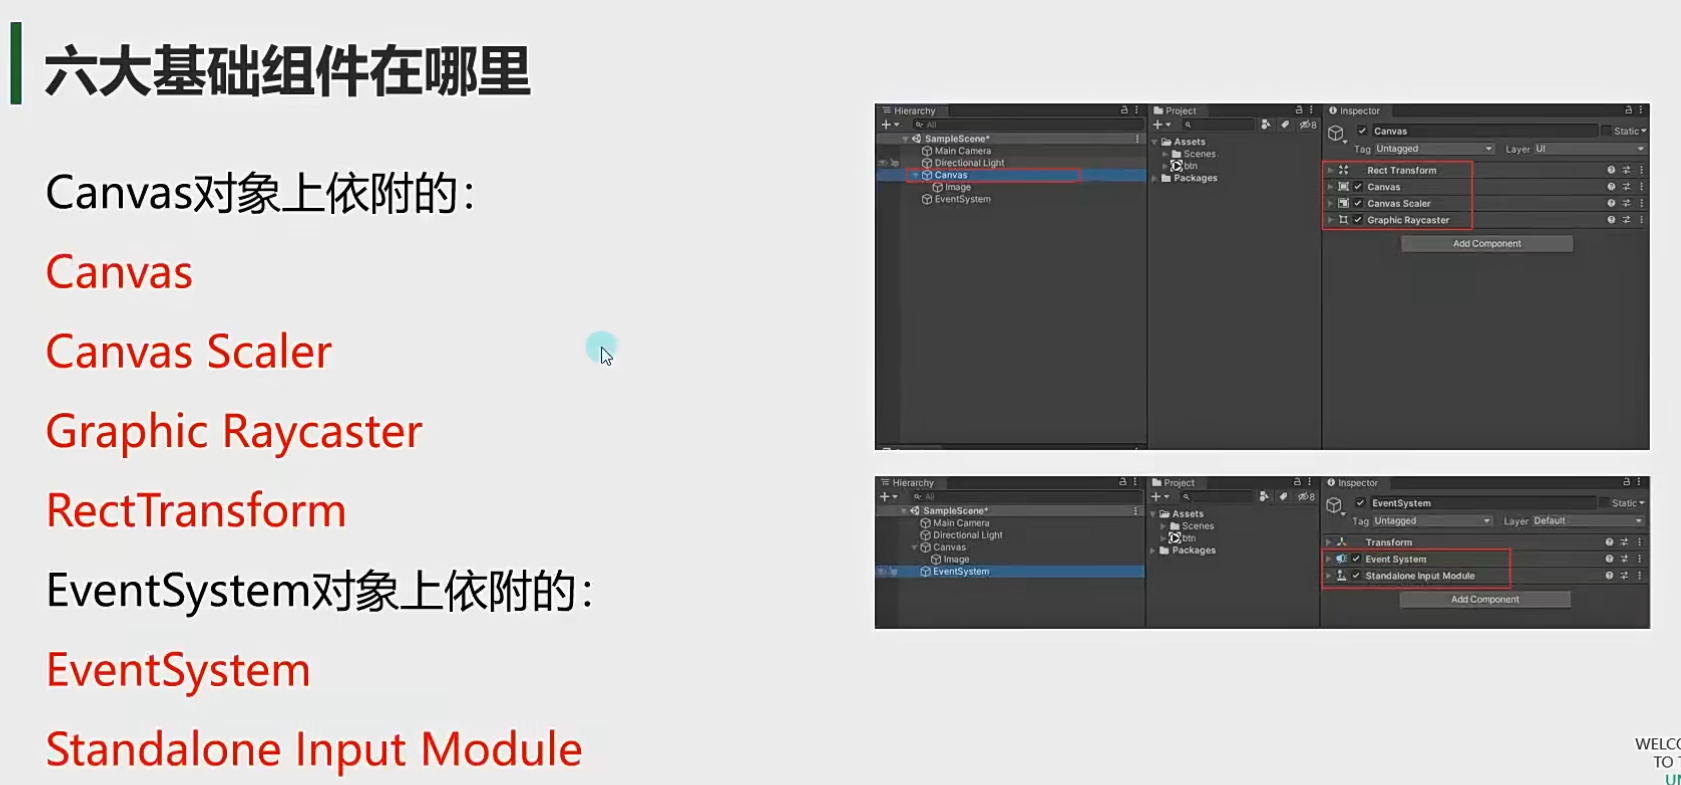 六大基础组件在哪里
Canvas对象上依附的：
Canvas
Canvas Scaler
Graphic Raycaster
RectTransform
EventSystem对象上依附的：
EventSystem
Standalone Input Module
Hierarchy
All
SampleScene*
Main Camera
Directional Light
Canvas
Image
EventSystem
Project
8
Assets
Scenes
btn
Packages
Inspector
Canvas
Static
Tag Untagged Layer UI
Rect Transform
Canvas
Canvas Scaler
Graphic Raycaster
Add Component
Hierarchy
All
SampleScene*
Main Camera
Directional Light
Canvas
Image
EventSystem
Project
8
Assets
Scenes
btn
Packages
Inspector
EventSystem
Static
Tag Untagged Layer Default
Transform
Event System
Standalone Input Module
Add Component
TO